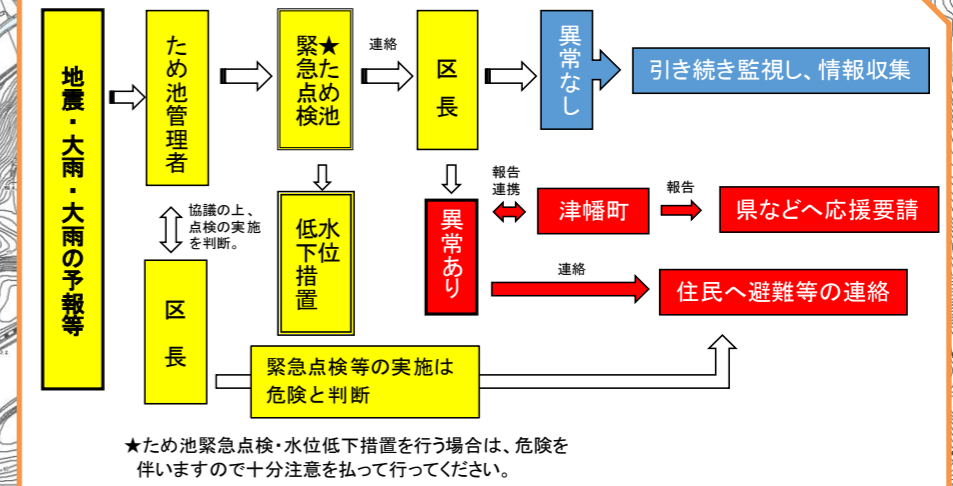 地震・大雨・大雨の予報等
ため池管理者
★ため池
緊急点検
連絡
区長
異常なし
引き続き監視し、情報収集
協議の上、
点検の実施
を判断。
水位
低下措置
異常あり
報告
連携
津幡町
報告
県などへ応援要請
連絡
住民へ避難等の連絡
区長
緊急点検等の実施は
危険と判断
★ため池緊急点検・水位低下措置を行う場合は、危険を
伴いますので十分注意を払って行ってください。